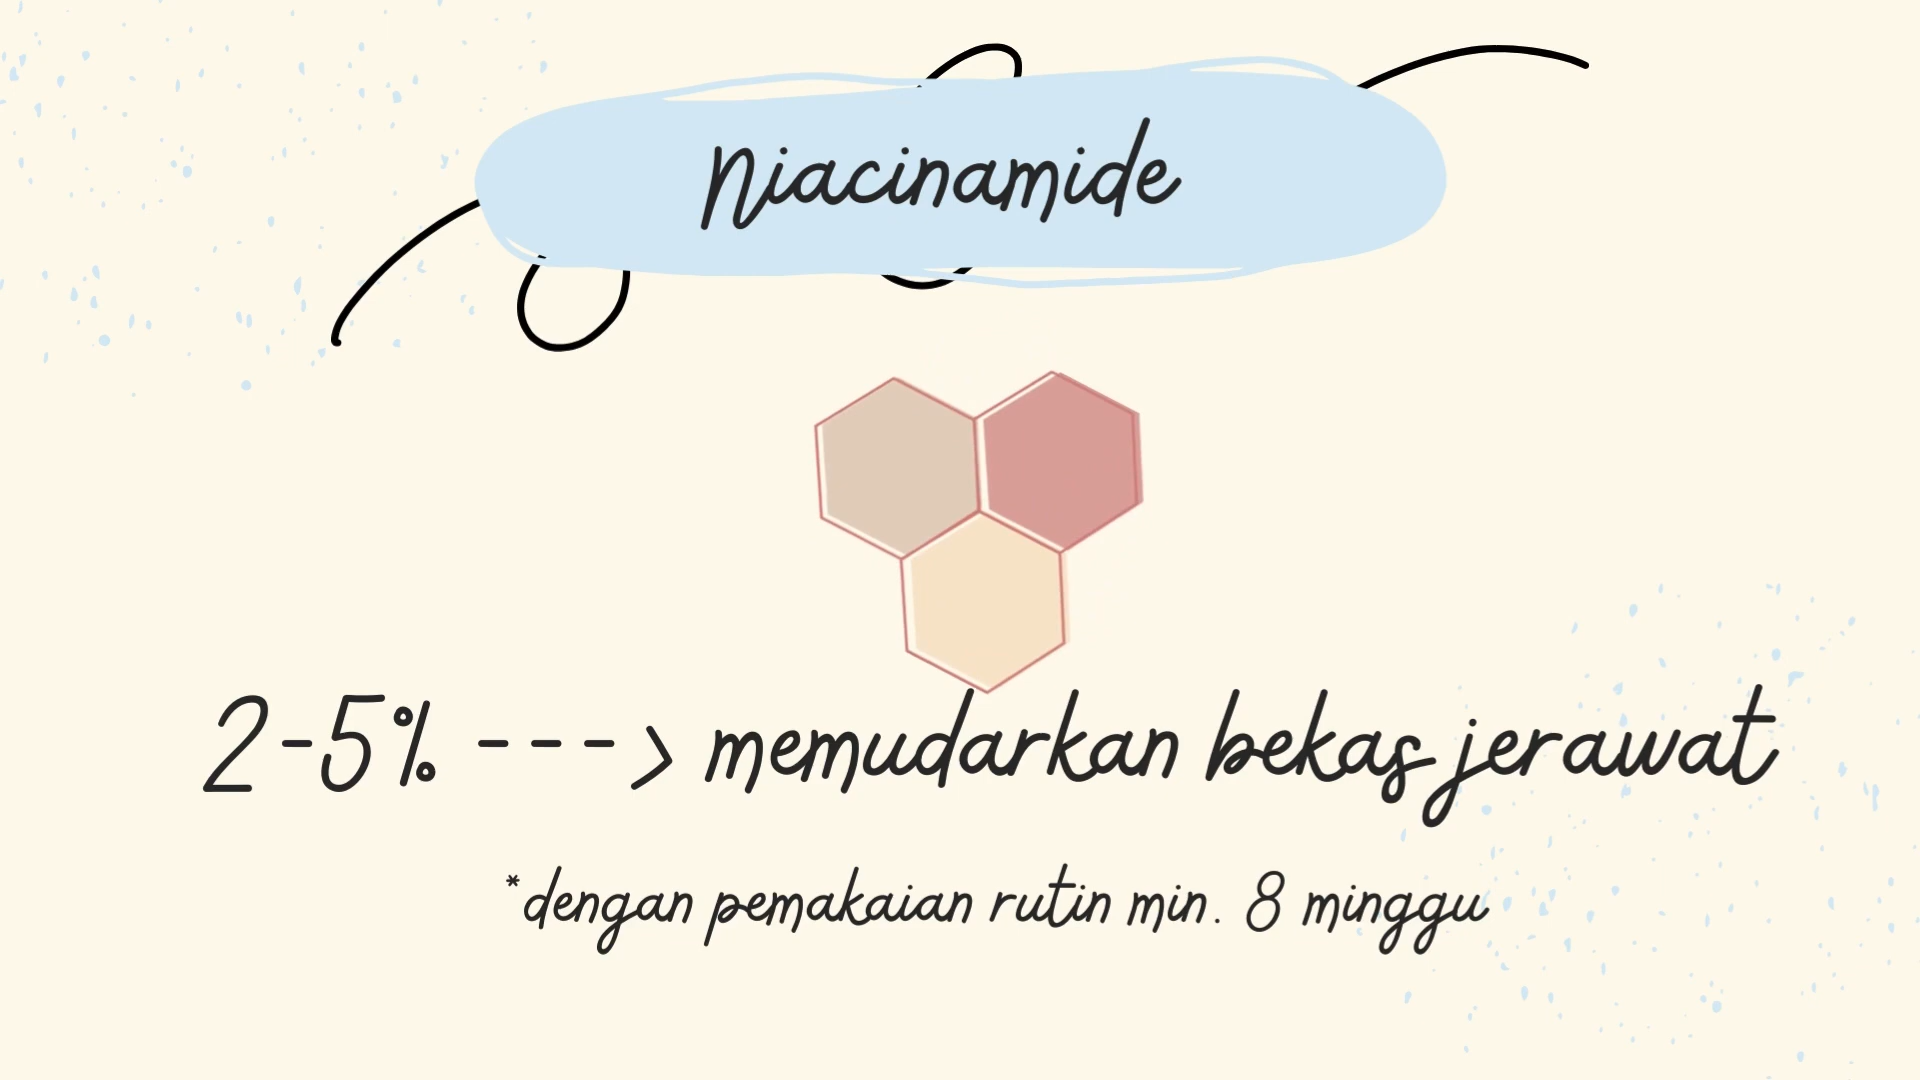 Niacinamide
2-5% ---> memudarkan bekas jerawat
*dengan pemakaian rutin min. 8 minggu